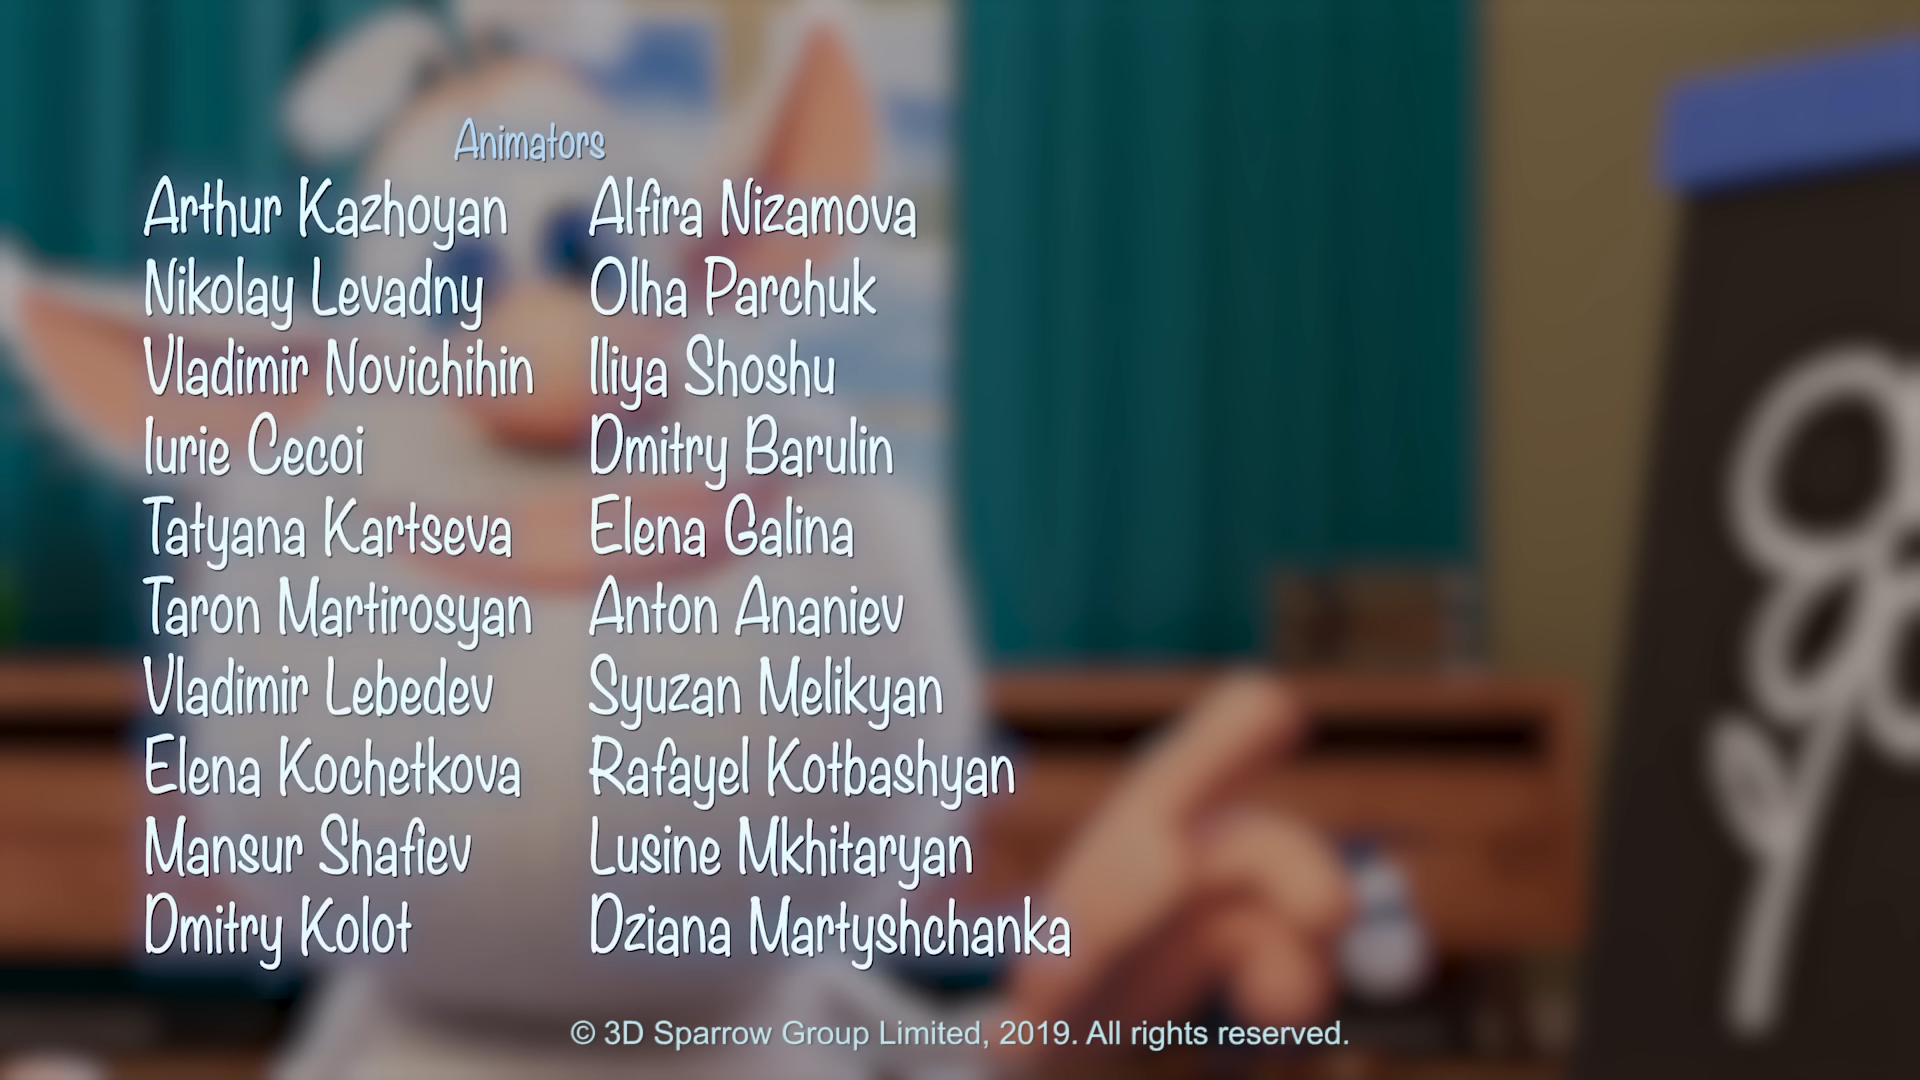 Animators
Arthur Kazhoyan
Nikolay Levadny
Vladimir Novichihin
Iurie Cecoi
Tatyana Kartseva
Taron Martirosyan
Vladimir Lebedev
Elena Kochetkova
Mansur Shafiev
Dmitry Kolot
Alfira Nizamova
Olha Parchuk
Iliya Shoshu
Dmitry Barulin
Elena Galina
Anton Ananiev
Syuzan Melikyan
Rafayel Kotbashyan
Lusine Mkhitaryan
Dziana Martyshchanka
© 3D Sparrow Group Limited, 2019. All rights reserved.